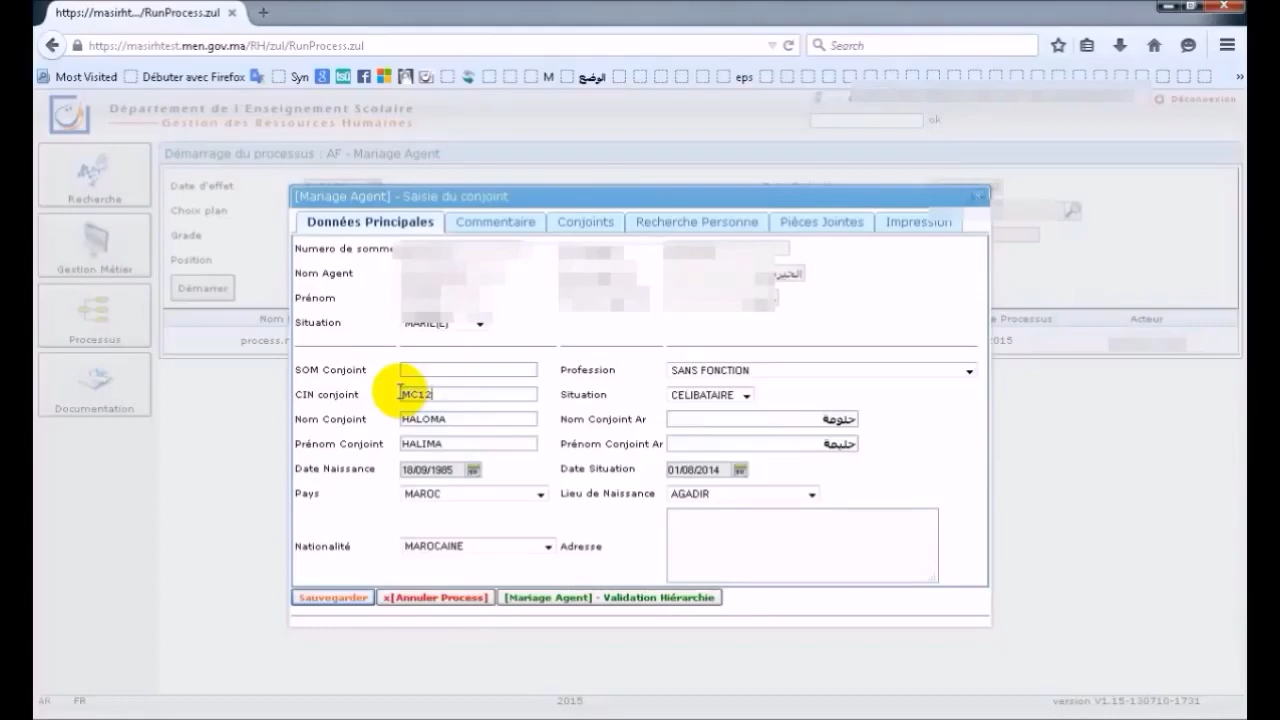 https://masirht.../RunProcess.zul
https://masirhtest.men.gov.ma/RH/zul/RunProcess.zul
Search
Most Visited Débuter avec Firefox Syn M الوضع eps »
Département de l'Enseignement Scolaire
Gestion des Ressources Humaines
ok
Déconnexion
Recherche
Gestion Métier
Processus
Documentation
Démarrage du processus : AF - Mariage Agent
Date d'effet
Choix plan
Grade
Position
Démarrer
Nom
Processus
Acteur
process.
2015
[Mariage Agent] - Saisie du conjoint
Données Principales Commentaire Conjoints Recherche Personne Pièces Jointes Impression
Numero de somme
Nom Agent
Prénom
Situation MARIE(E)
SOM Conjoint Profession SANS FONCTION
CIN conjoint MC12 Situation CELIBATAIRE
Nom Conjoint HALOMA Nom Conjoint Ar حلومة
Prénom Conjoint HALIMA Prénom Conjoint Ar حليمة
Date Naissance 18/09/1985 Date Situation 01/08/2014
Pays MAROC Lieu de Naissance AGADIR
Nationalité MAROCAINE Adresse
Sauvegarder x[Annuler Process] [Mariage Agent] - Validation Hiérarchie
AR FR 2015 version V1.15-130710-1731